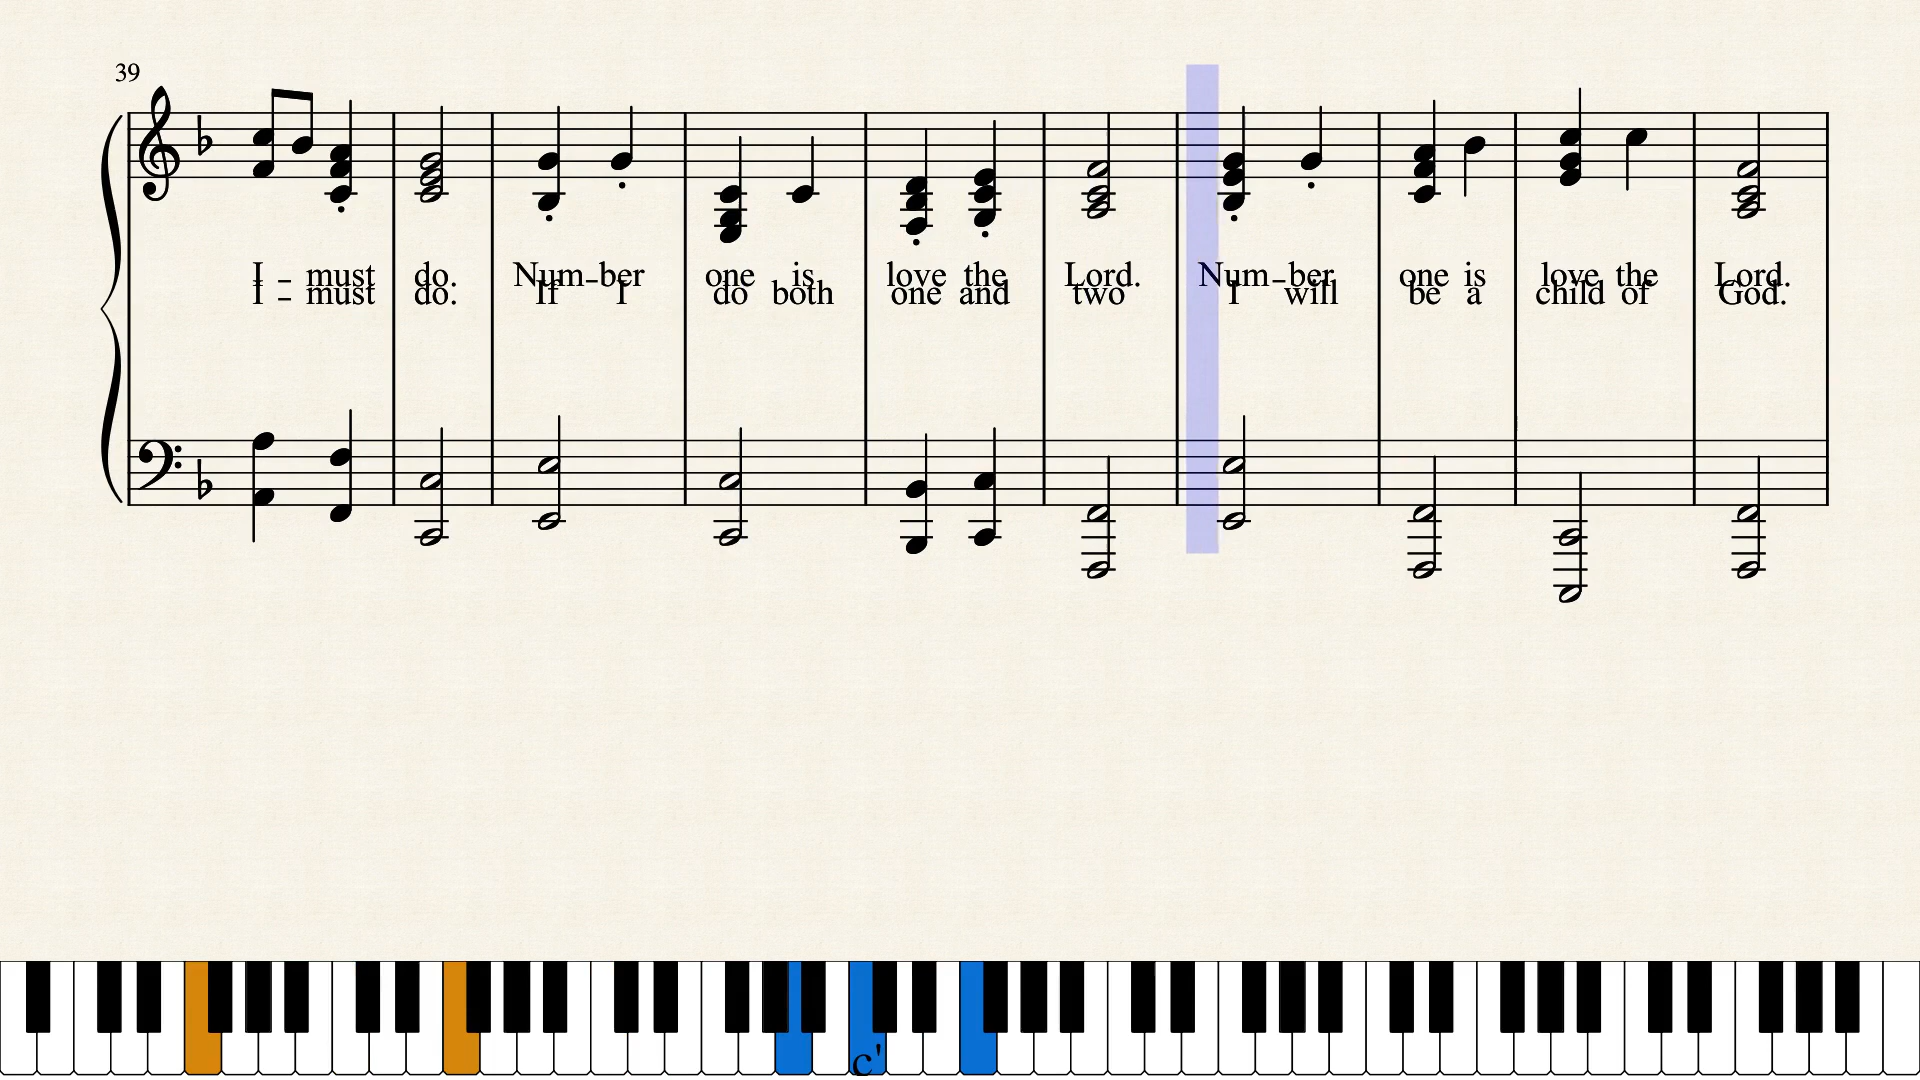 39
I - must do. Num-ber one is love the Lord. Num-ber one is love the Lord.
I - must do. If I do both one and two I will be a child of God.
c'